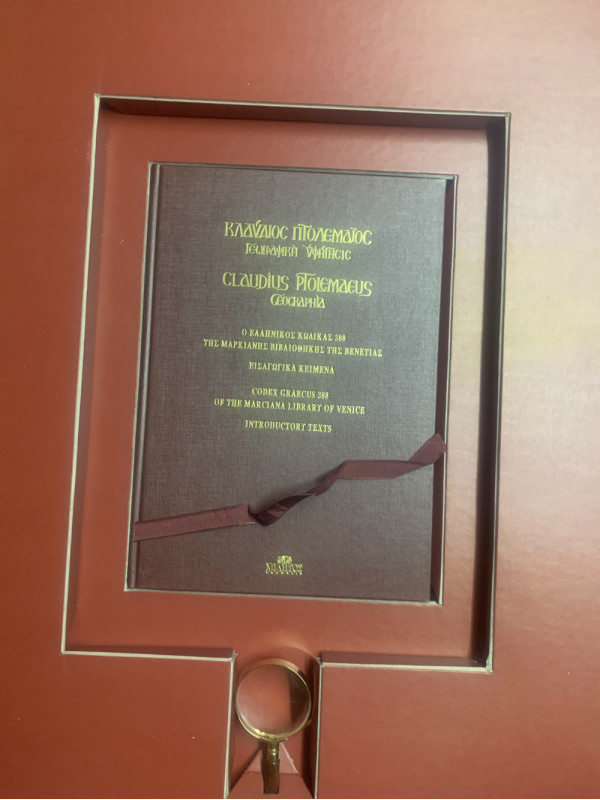 ΚΛΑΥΔΙΟΣ ΠΤΟΛΕΜΑΙΟΣ
ΓΕΩΓΡΑΦΙΚΗ ΥΦΗΓΗΣΙΣ
CLAUDIUS PTOLEMAEUS
GEOGRAPHIA
Ο ΕΛΛΗΝΙΚΟΣ ΚΩΔΙΚΑΣ 388
ΤΗΣ ΜΑΡΚΙΑΝΗΣ ΒΙΒΛΙΟΘΗΚΗΣ ΤΗΣ ΒΕΝΕΤΙΑΣ
ΕΙΣΑΓΩΓΙΚΑ ΚΕΙΜΕΝΑ
CODEX GRAECUS 388
OF THE MARCIANA LIBRARY OF VENICE
INTRODUCTORY TEXTS